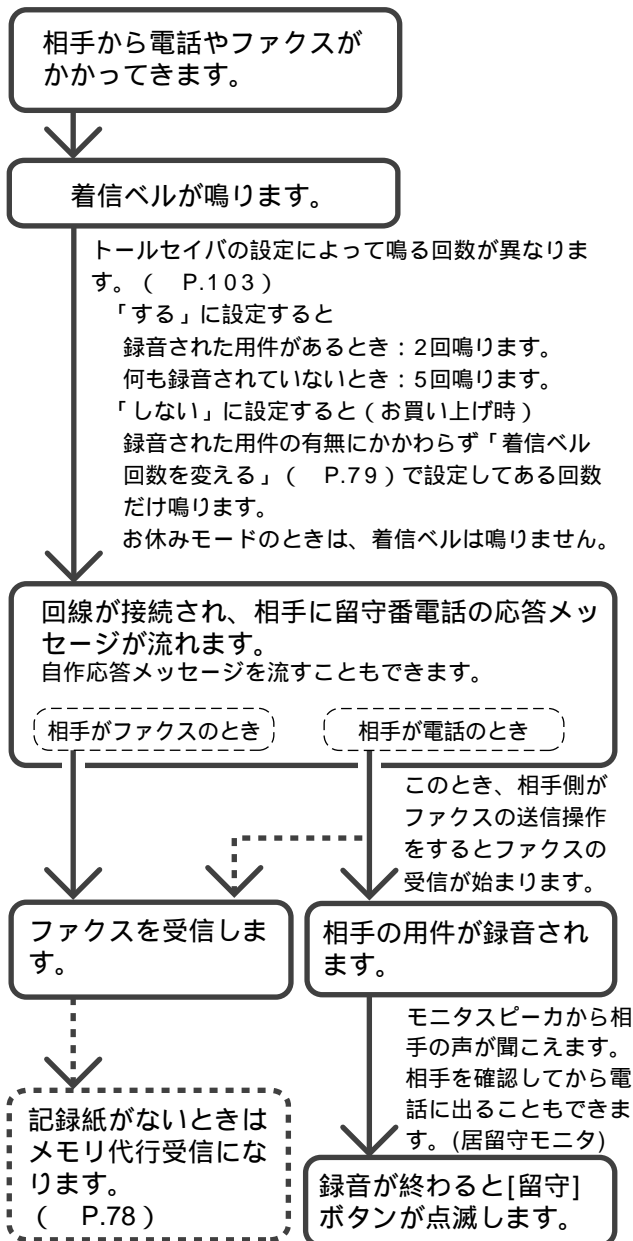 相手から電話やファクスが
かかってきます。
着信ベルが鳴ります。
トールセイバの設定によって鳴る回数が異なりま
す。（　P.103）
「する」に設定すると
録音された用件があるとき：2回鳴ります。
何も録音されていないとき：5回鳴ります。
「しない」に設定すると（お買い上げ時）
録音された用件の有無にかかわらず「着信ベル
回数を変える」（　P.79）で設定してある回数
だけ鳴ります。
お休みモードのときは、着信ベルは鳴りません。
回線が接続され、相手に留守番電話の応答メッ
セージが流れます。
自作応答メッセージを流すこともできます。
相手がファクスのとき
相手が電話のとき
このとき、相手側が
ファクスの送信操作
をするとファクスの
受信が始まります。
ファクスを受信しま
す。
相手の用件が録音され
ます。
モニタスピーカから相
手の声が聞こえます。
相手を確認してから電
話に出ることもできま
す。(居留守モニタ)
記録紙がないときは
メモリ代行受信にな
ります。
（　P.78）
録音が終わると[留守]
ボタンが点滅します。